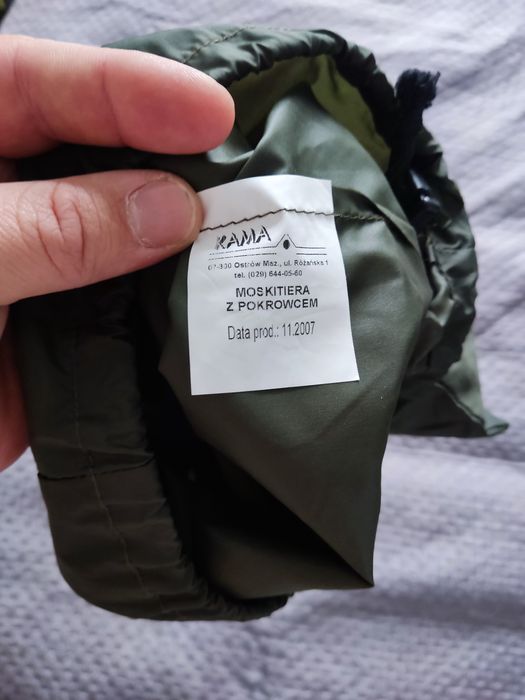 KAMA
07-300 Ostrów Maz., ul. Różańska 1
tel. (029) 644-05-60
MOSKITIERA
Z POKROWCEM
Data prod.: 11.2007